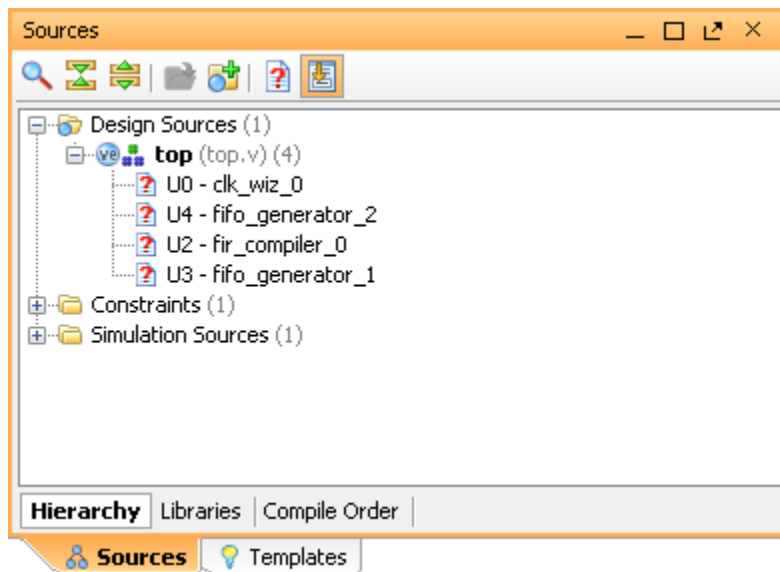 Sources
Design Sources (1)
top (top.v) (4)
U0 - clk_wiz_0
U4 - fifo_generator_2
U2 - fir_compiler_0
U3 - fifo_generator_1
Constraints (1)
Simulation Sources (1)
Hierarchy Libraries Compile Order
Sources Templates